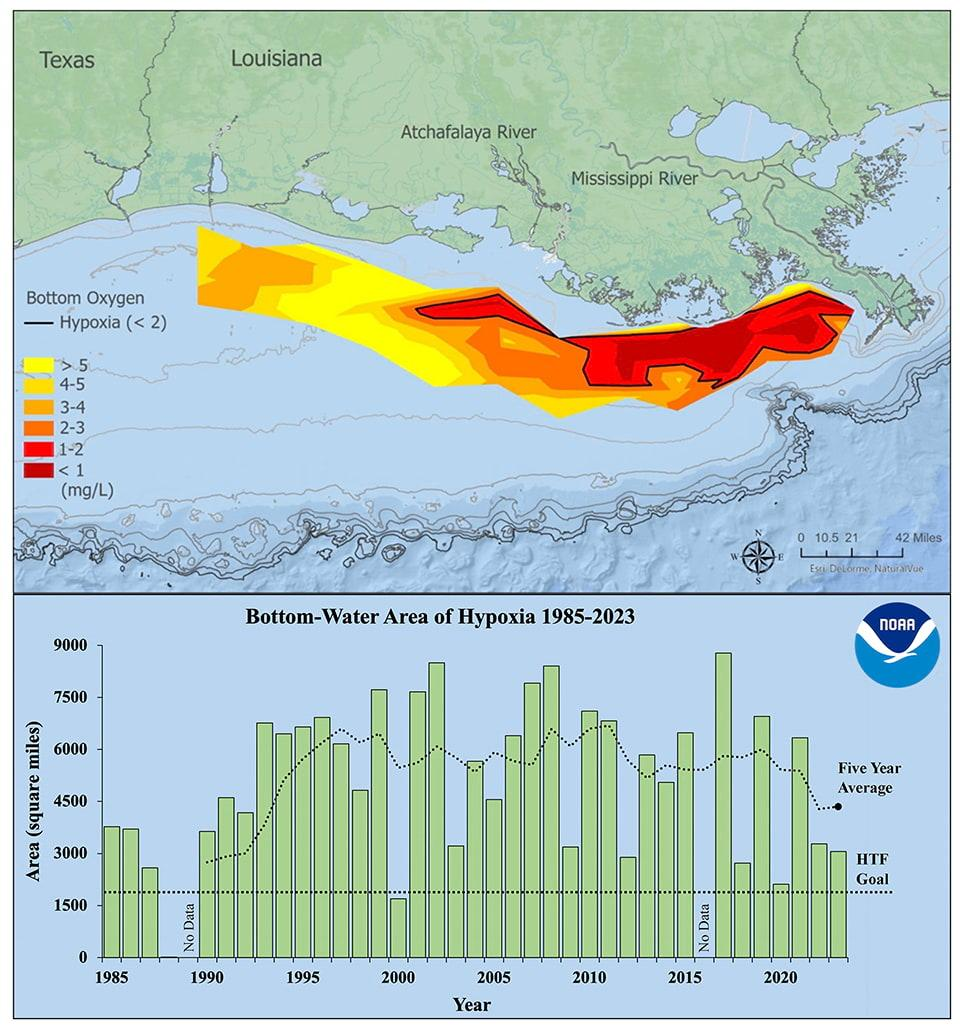 Texas
Louisiana
Atchafalaya River
Mississippi River
Bottom Oxygen
Hypoxia (< 2)
> 5
4-5
3-4
2-3
1-2
< 1
(mg/L)
N
W E
S
0 10.5 21 42 Miles
Esri, DeLorme, NaturalVue
Bottom-Water Area of Hypoxia 1985-2023
NOAA
9000
7500
6000
4500
3000
1500
0
Area (square miles)
No Data
No Data
Five Year
Average
HTF
Goal
1985 1990 1995 2000 2005 2010 2015 2020
Year